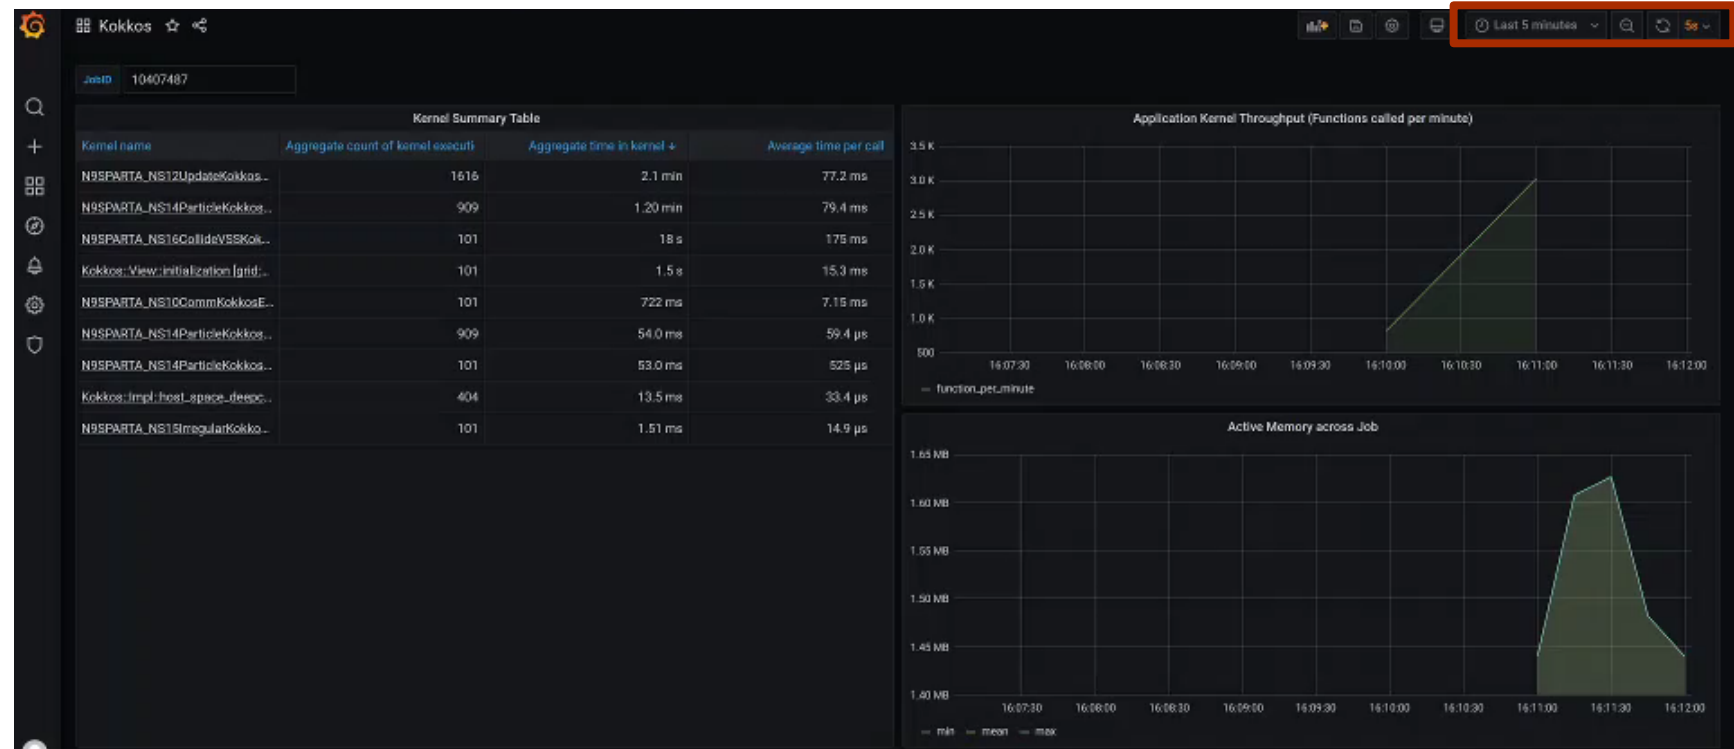 Kokkos
Last 5 minutes
5s
JobID 10407487
Kernel Summary Table
Kernel name Aggregate count of kernel executi Aggregate time in kernel ↓ Average time per call
N9SPARTA_NS12UpdateKokkos... 1616 2.1 min 77.2 ms
N9SPARTA_NS14ParticleKokkos... 909 1.20 min 79.4 ms
N9SPARTA_NS16CollideVSSKok... 101 18 s 175 ms
Kokkos::View::initialization [grid:... 101 1.5 s 15.3 ms
N9SPARTA_NS10CommKokkosE... 101 722 ms 7.15 ms
N9SPARTA_NS14ParticleKokkos... 909 54.0 ms 59.4 µs
N9SPARTA_NS14ParticleKokkos... 101 53.0 ms 525 µs
Kokkos::Impl::host_space_deepc... 404 13.5 ms 33.4 µs
N9SPARTA_NS15IrregularKokko... 101 1.51 ms 14.9 µs
Application Kernel Throughput (Functions called per minute)
3.5 K
3.0 K
2.5 K
2.0 K
1.5 K
1.0 K
500
16:07:30 16:08:00 16:08:30 16:09:00 16:09:30 16:10:00 16:10:30 16:11:00 16:11:30 16:12:00
function_per_minute
Active Memory across Job
1.65 MB
1.60 MB
1.55 MB
1.50 MB
1.45 MB
1.40 MB
16:07:30 16:08:00 16:08:30 16:09:00 16:09:30 16:10:00 16:10:30 16:11:00 16:11:30 16:12:00
min mean max